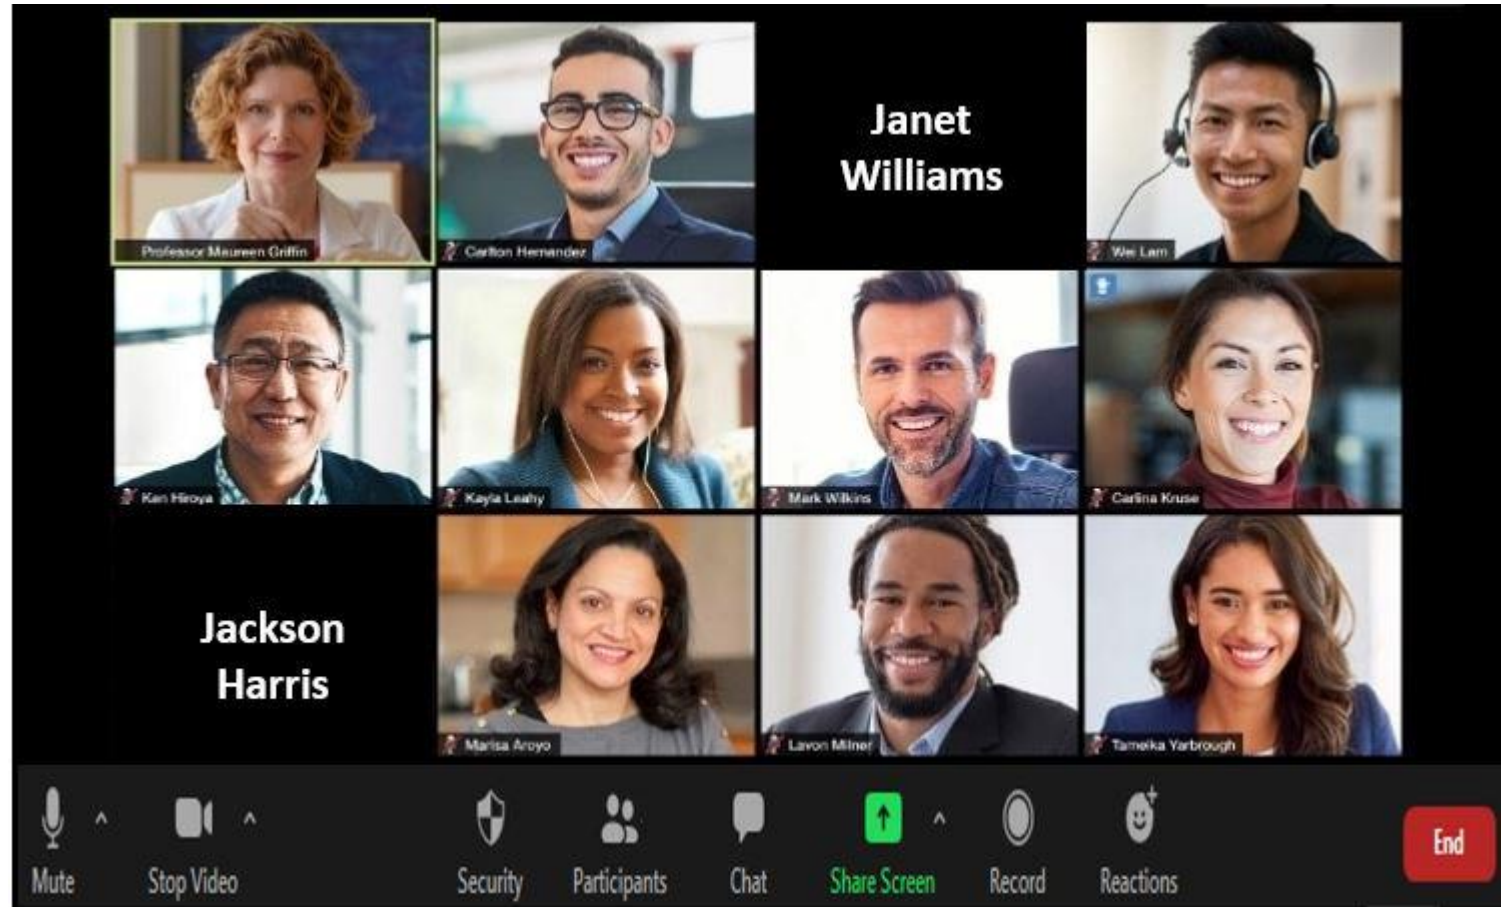 Professor Maureen Griffin
Carlton Hernandez
Janet
Williams
Wei Lam
Ken Hiroya
Kayla Leahy
Mark Wilkins
Carlina Kruse
Jackson
Harris
Marisa Aroyo
Lavon Milner
Tameika Yarbrough
Mute
Stop Video
Security
Participants
Chat
Share Screen
Record
Reactions
End